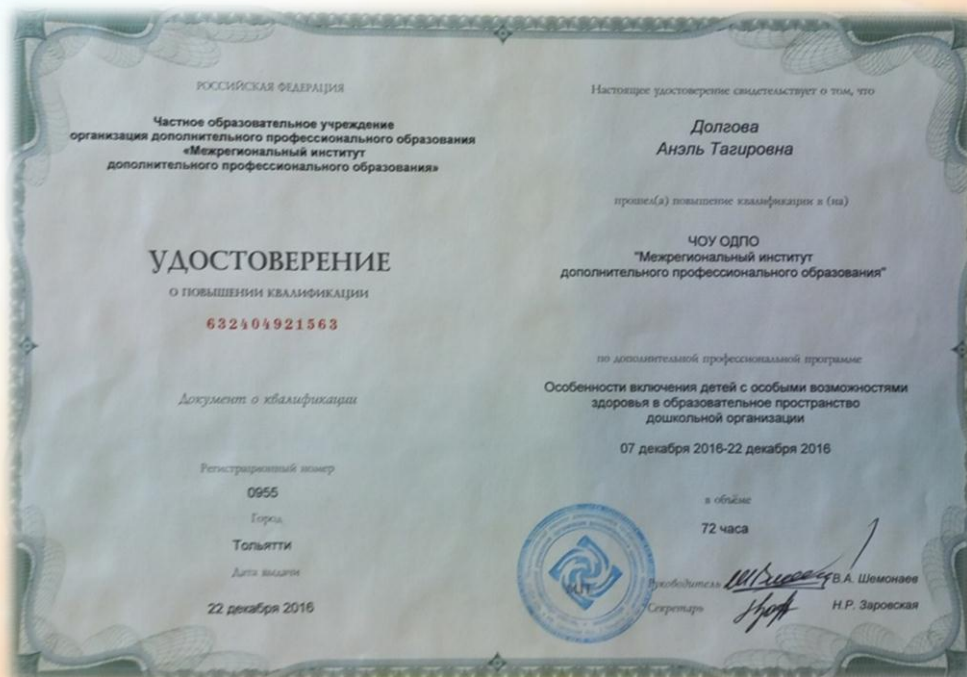 РОССИЙСКАЯ ФЕДЕРАЦИЯ
Частное образовательное учреждение
организация дополнительного профессионального образования
«Межрегиональный институт
дополнительного профессионального образования»
УДОСТОВЕРЕНИЕ
О ПОВЫШЕНИИ КВАЛИФИКАЦИИ
632404921563
Документ о квалификации
Регистрационный номер
0955
Город
Тольятти
Дата выдачи
22 декабря 2016
Настоящее удостоверение свидетельствует о том, что
Долгова
Анэль Тагировна
прошел(а) повышение квалификации в (на)
ЧОУ ОДПО
"Межрегиональный институт
дополнительного профессионального образования"
по дополнительной профессиональной программе
Особенности включения детей с особыми возможностями
здоровья в образовательное пространство
дошкольной организации
07 декабря 2016-22 декабря 2016
в объёме
72 часа
Руководитель В.А. Шемонаев
Секретарь Н.Р. Заровская